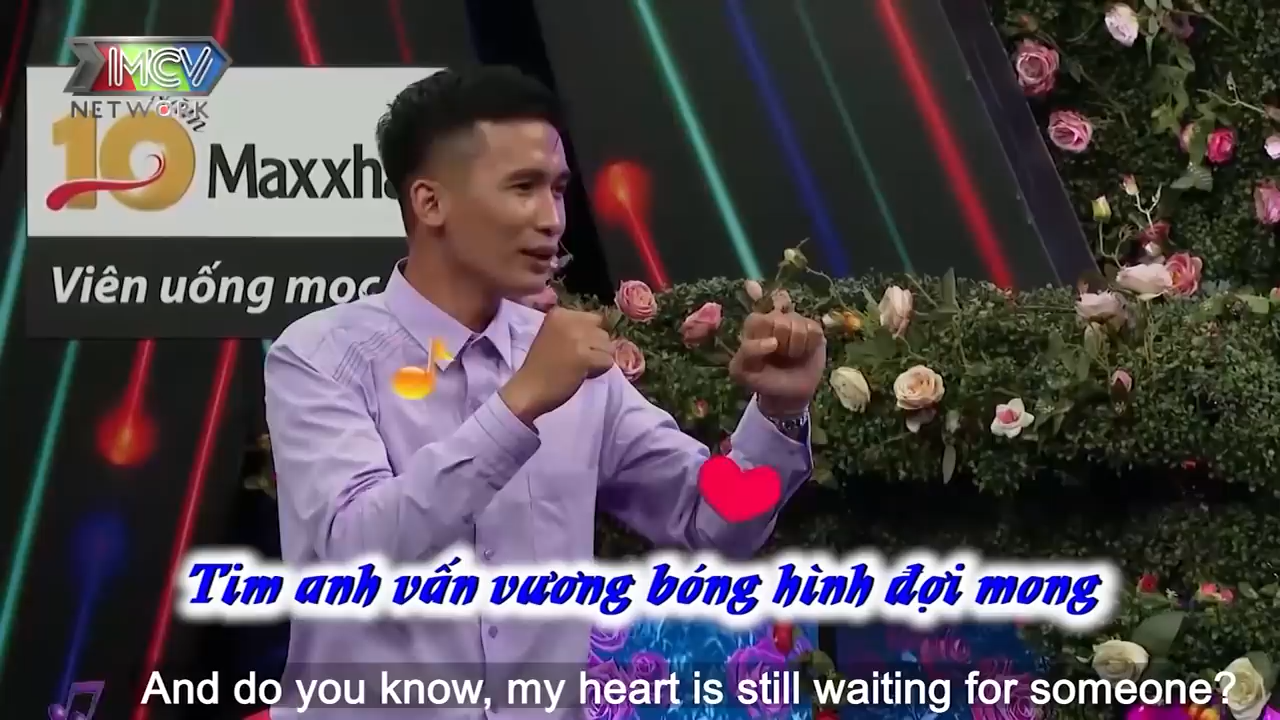 MCV
NETWORK
10
Maxxha
Viên uống mọc
Tim anh vấn vương bóng hình đợi mong
And do you know, my heart is still waiting for someone?